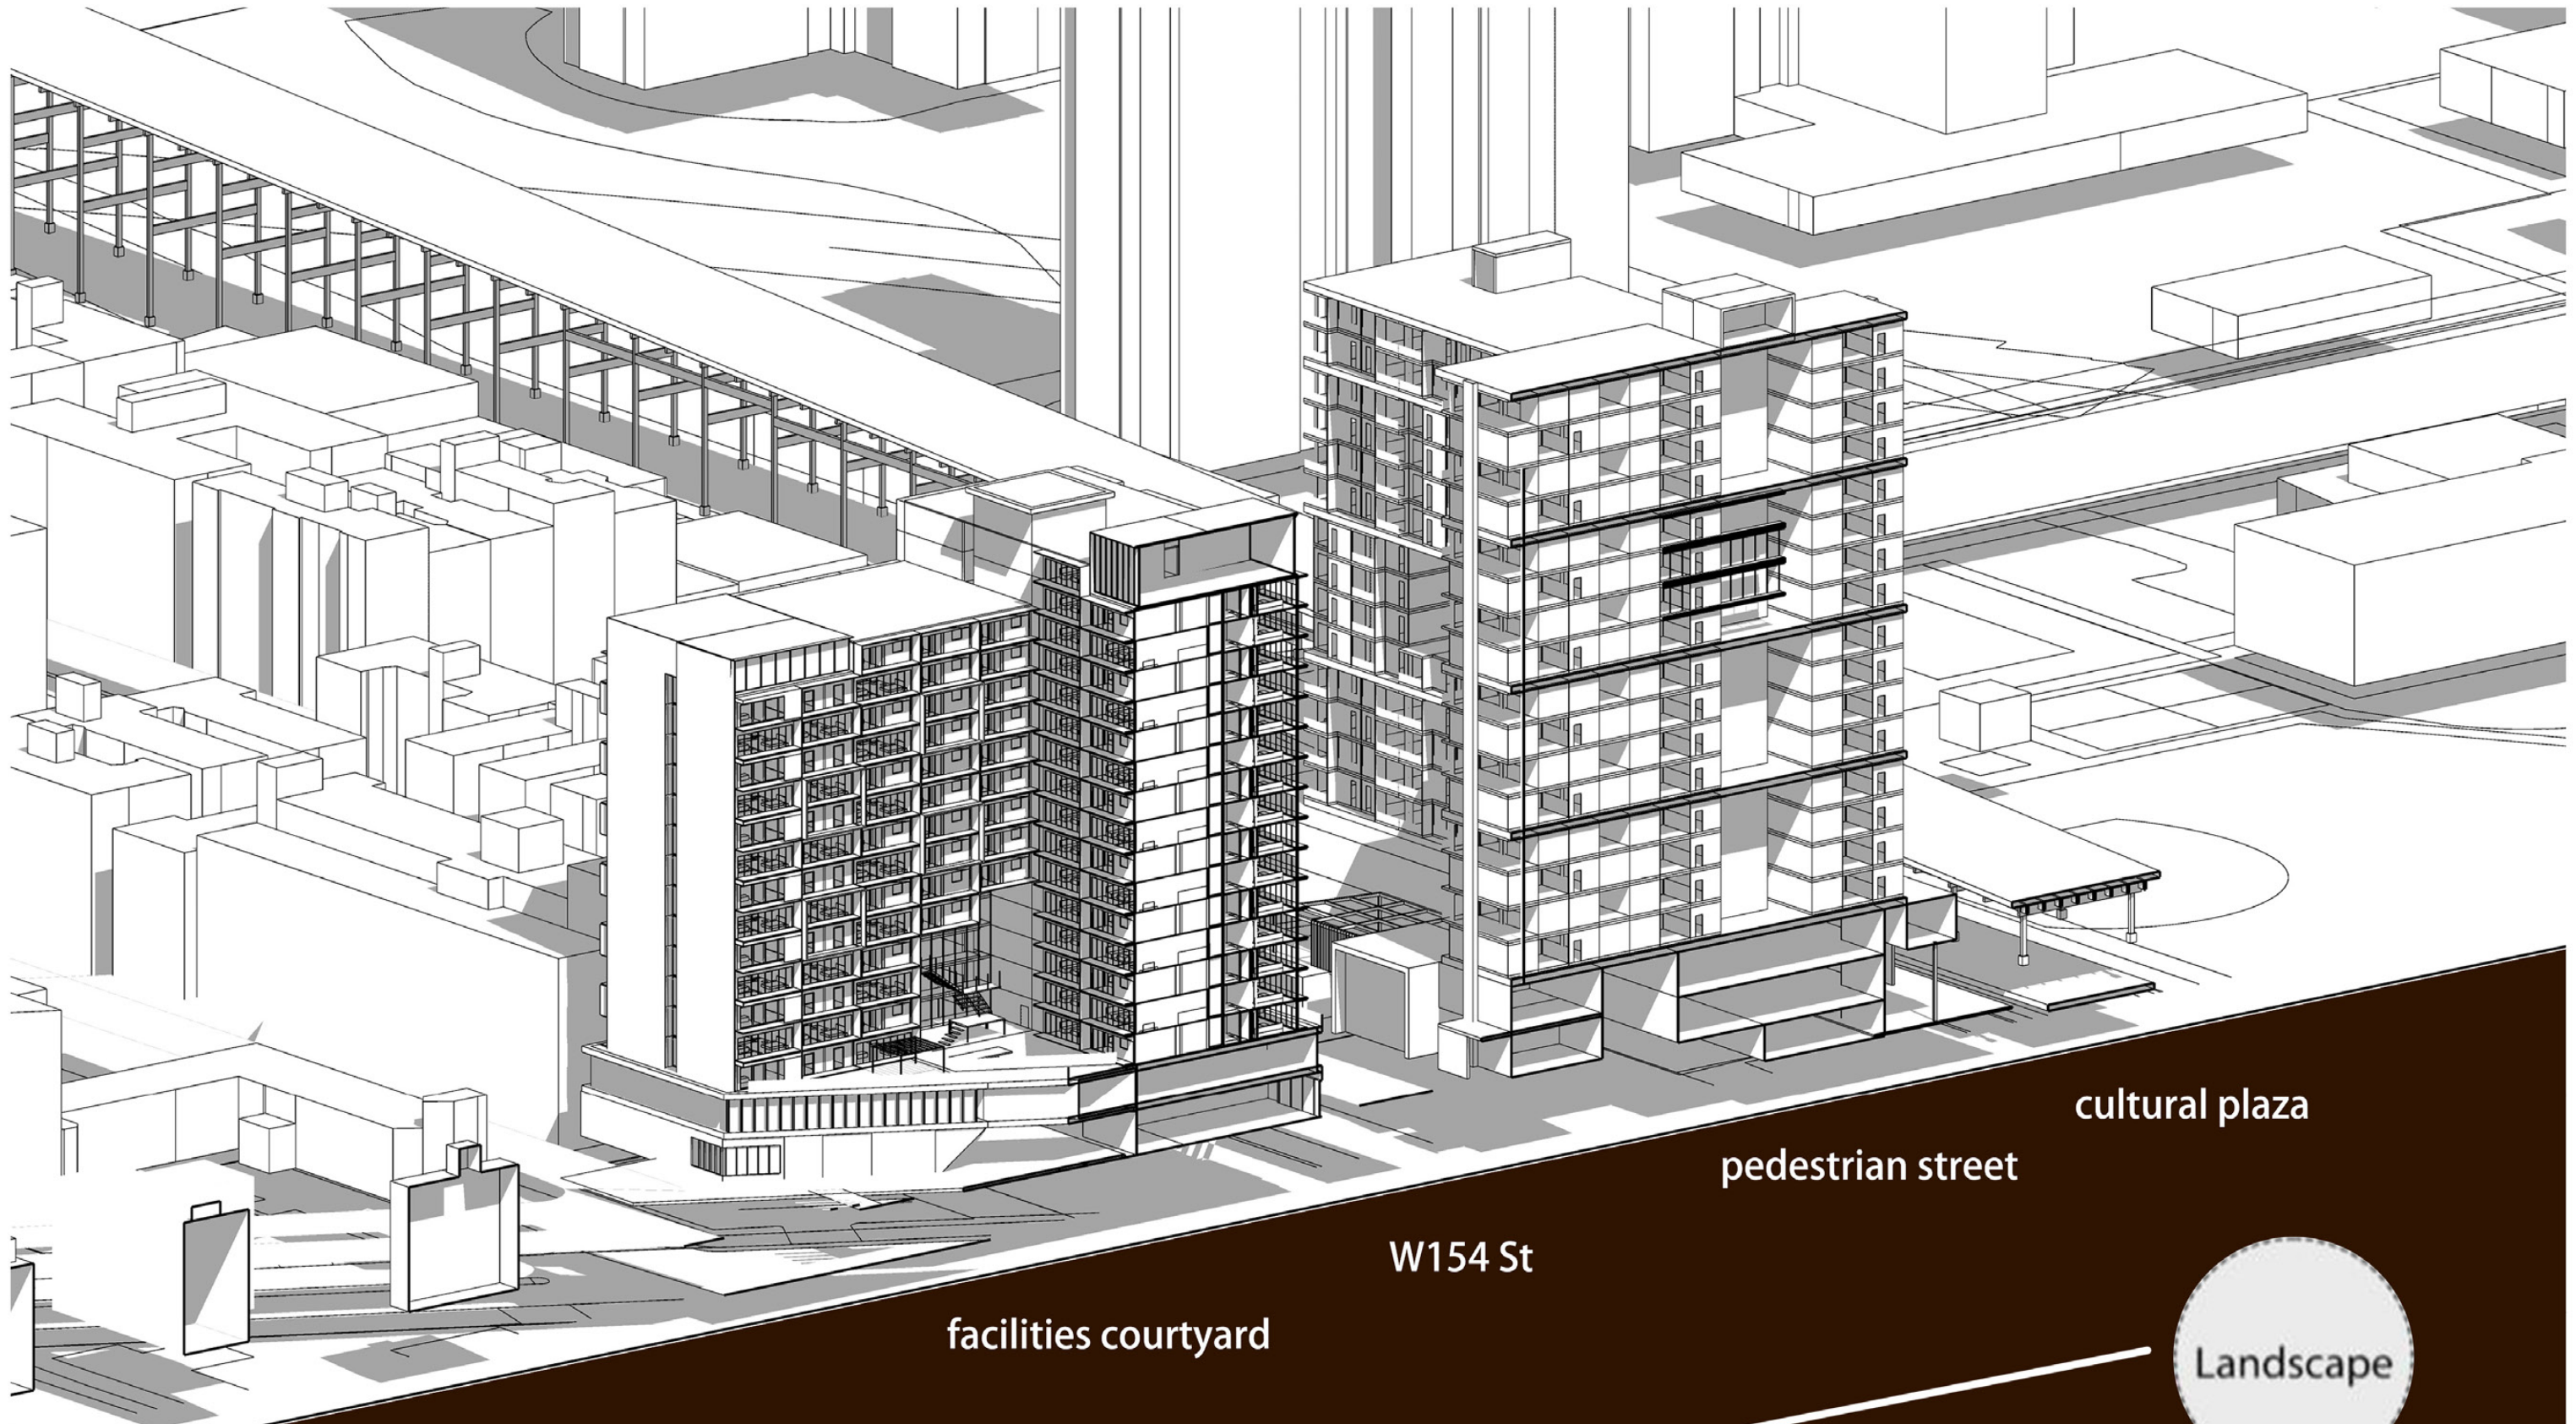 cultural plaza
pedestrian street
W154 St
facilities courtyard
Landscape